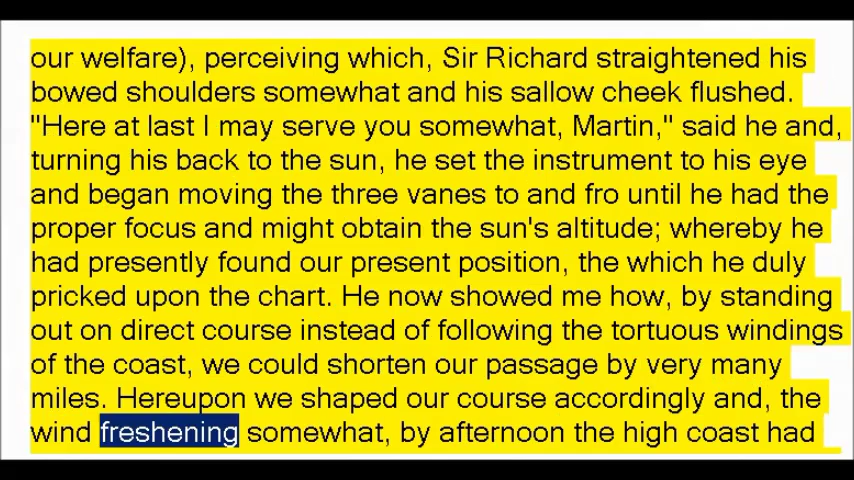 our welfare), perceiving which, Sir Richard straightened his
bowed shoulders somewhat and his sallow cheek flushed.
"Here at last I may serve you somewhat, Martin," said he and,
turning his back to the sun, he set the instrument to his eye
and began moving the three vanes to and fro until he had the
proper focus and might obtain the sun's altitude; whereby he
had presently found our present position, the which he duly
pricked upon the chart. He now showed me how, by standing
out on direct course instead of following the tortuous windings
of the coast, we could shorten our passage by very many
miles. Hereupon we shaped our course accordingly and, the
wind freshening somewhat, by afternoon the high coast had